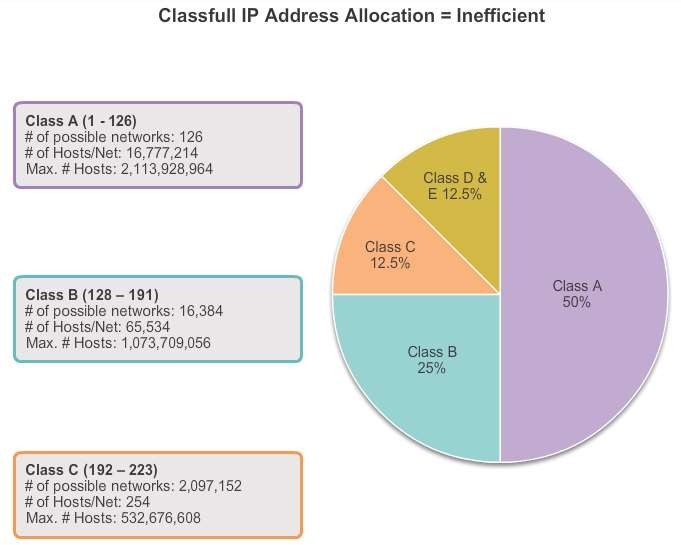 Classfull IP Address Allocation = Inefficient
Class A (1 - 126)
# of possible networks: 126
# of Hosts/Net: 16,777,214
Max. # Hosts: 2,113,928,964
Class B (128 – 191)
# of possible networks: 16,384
# of Hosts/Net: 65,534
Max. # Hosts: 1,073,709,056
Class C (192 – 223)
# of possible networks: 2,097,152
# of Hosts/Net: 254
Max. # Hosts: 532,676,608
Class D &
E 12.5%
Class C
12.5%
Class A
50%
Class B
25%